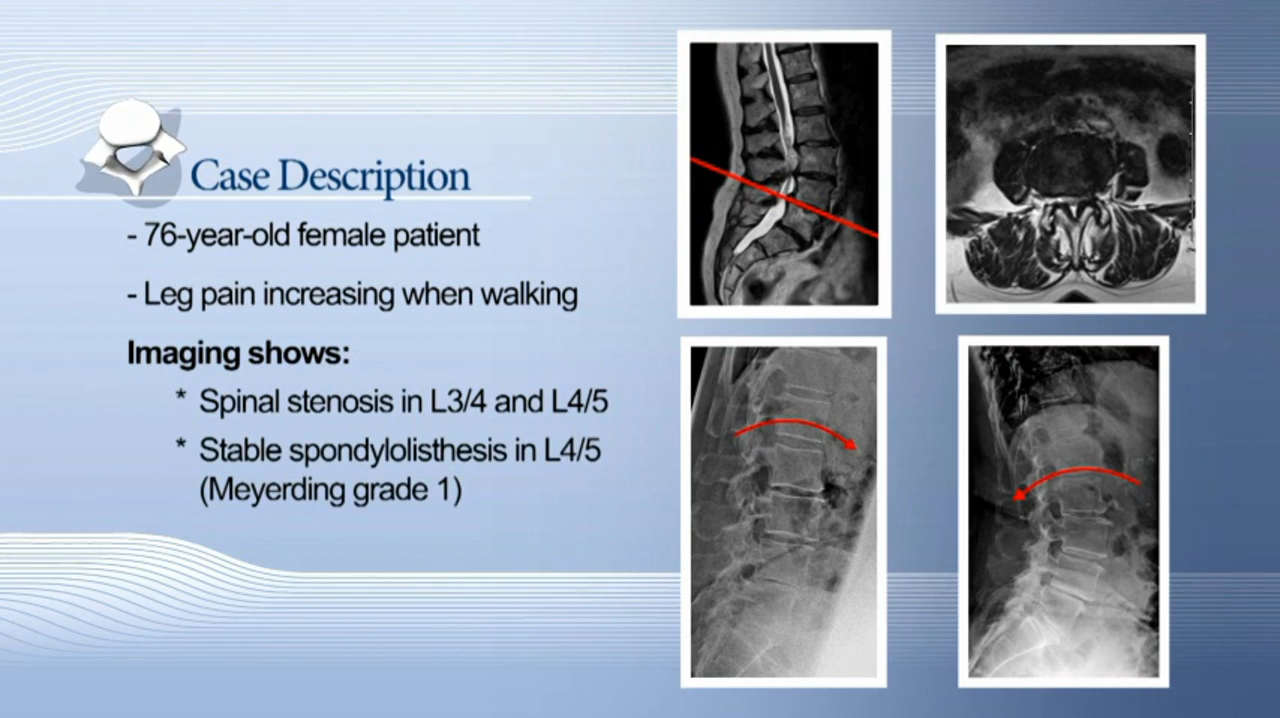 Case Description
- 76-year-old female patient
- Leg pain increasing when walking
Imaging shows:
* Spinal stenosis in L3/4 and L4/5
* Stable spondylolisthesis in L4/5
(Meyerding grade 1)